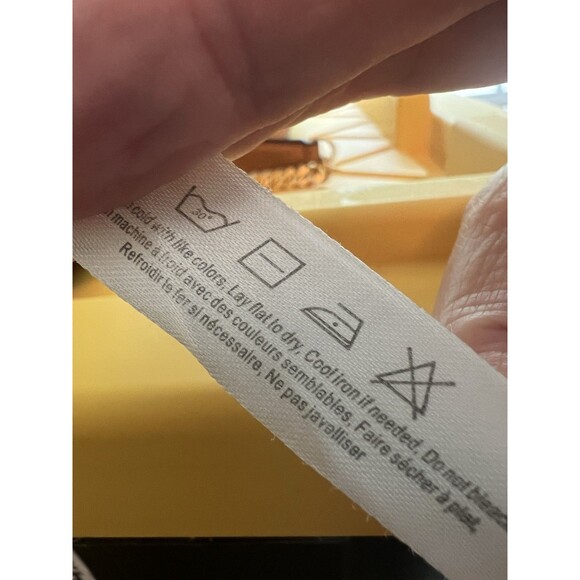 30°
cold with like colors, Lay flat to dry, Cool iron if needed, Do not bleach
machine à froid avec des couleurs semblables, Faire sécher à plat,
Refroidir le fer si nécessaire, Ne pas javelliser